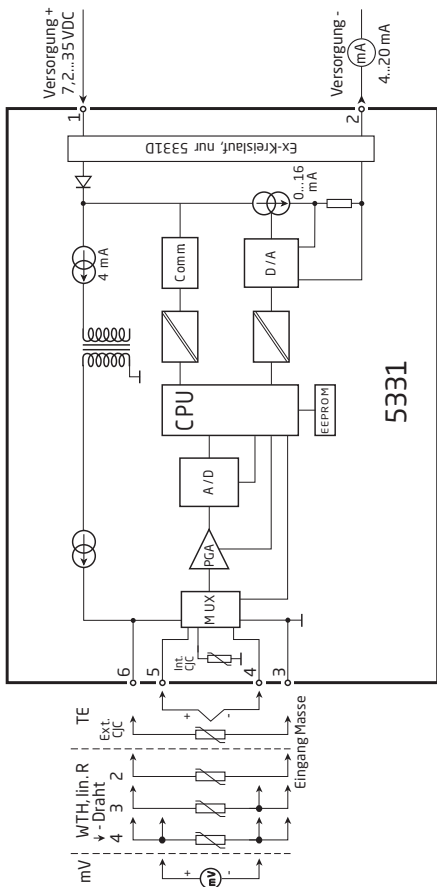 Versorgung +
7,2...35 VDC
Versorgung -
mA
4...20 mA
1
2
Ex-Kreislauf, nur 5331D
0...16
mA
4 mA
Comm
D/A
CPU
EEPROM
5331
A/D
PGA
MUX
Int.
CJC
6
5
4
3
TE
Ext.
CJC
+
-
Eingang Masse
WTH, lin. R
- Draht
2
3
4
mV
+
mV
-